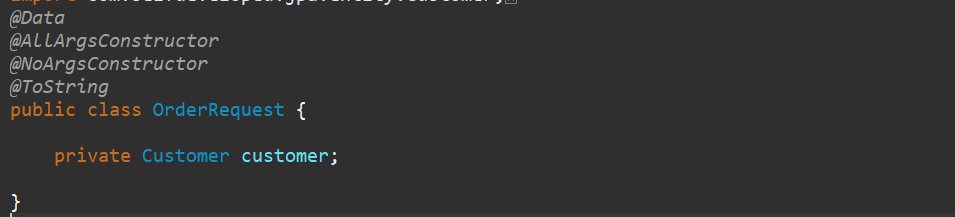 @Data
@AllArgsConstructor
@NoArgsConstructor
@ToString
public class OrderRequest {
private Customer customer;
}